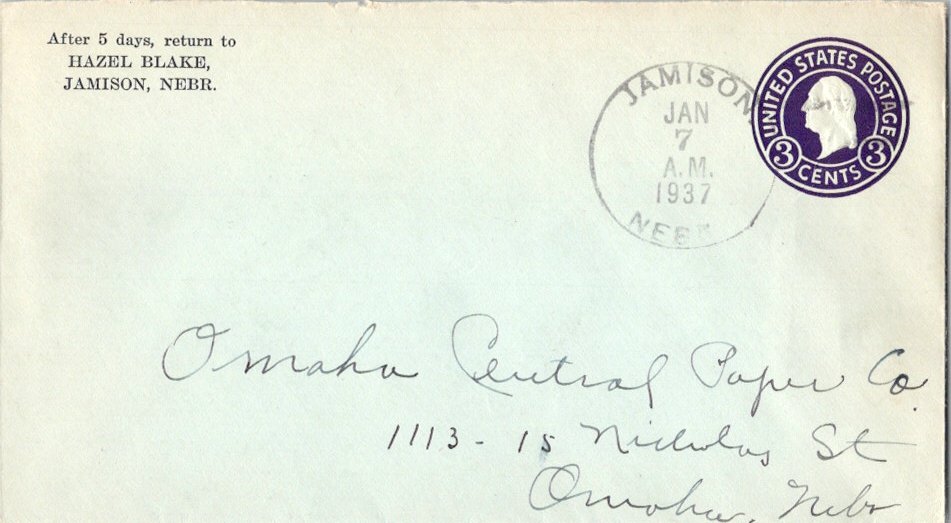 After 5 days, return to
HAZEL BLAKE,
JAMISON, NEBR.
JAMISON,
JAN
7
A.M.
1937
NEB
UNITED STATES POSTAGE
3 CENTS 3
Omaha Central Paper Co.
1113 - 15 Nicholas St
Omaha, Nebr